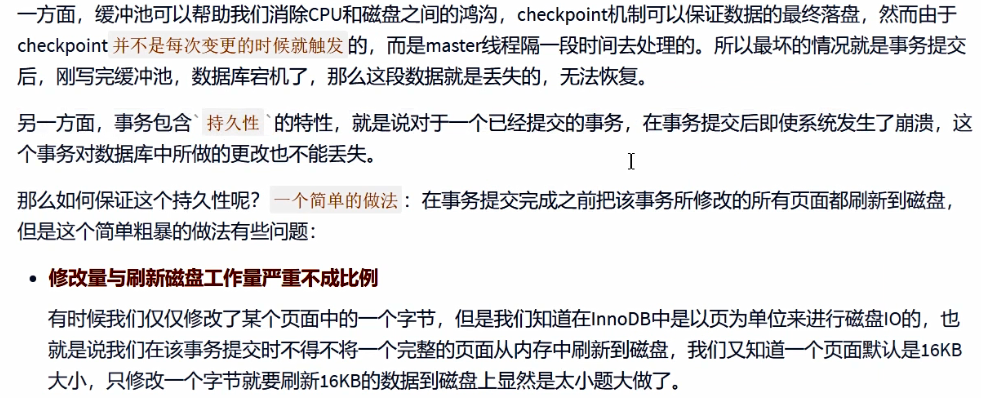 一方面，缓冲池可以帮助我们消除CPU和磁盘之间的鸿沟，checkpoint机制可以保证数据的最终落盘，然而由于
checkpoint 并不是每次变更的时候就触发 的，而是master线程隔一段时间去处理的。所以最坏的情况就是事务提交
后，刚写完缓冲池，数据库宕机了，那么这段数据就是丢失的，无法恢复。
另一方面，事务包含` 持久性 `的特性，就是说对于一个已经提交的事务，在事务提交后即使系统发生了崩溃，这
个事务对数据库中所做的更改也不能丢失。
那么如何保证这个持久性呢？ 一个简单的做法 ：在事务提交完成之前把该事务所修改的所有页面都刷新到磁盘，
但是这个简单粗暴的做法有些问题：
• 修改量与刷新磁盘工作量严重不成比例
有时候我们仅仅修改了某个页面中的一个字节，但是我们知道在InnoDB中是以页为单位来进行磁盘IO的，也
就是说我们在该事务提交时不得不将一个完整的页面从内存中刷新到磁盘，我们又知道一个页面默认是16KB
大小，只修改一个字节就要刷新16KB的数据到磁盘上显然是太小题大做了。